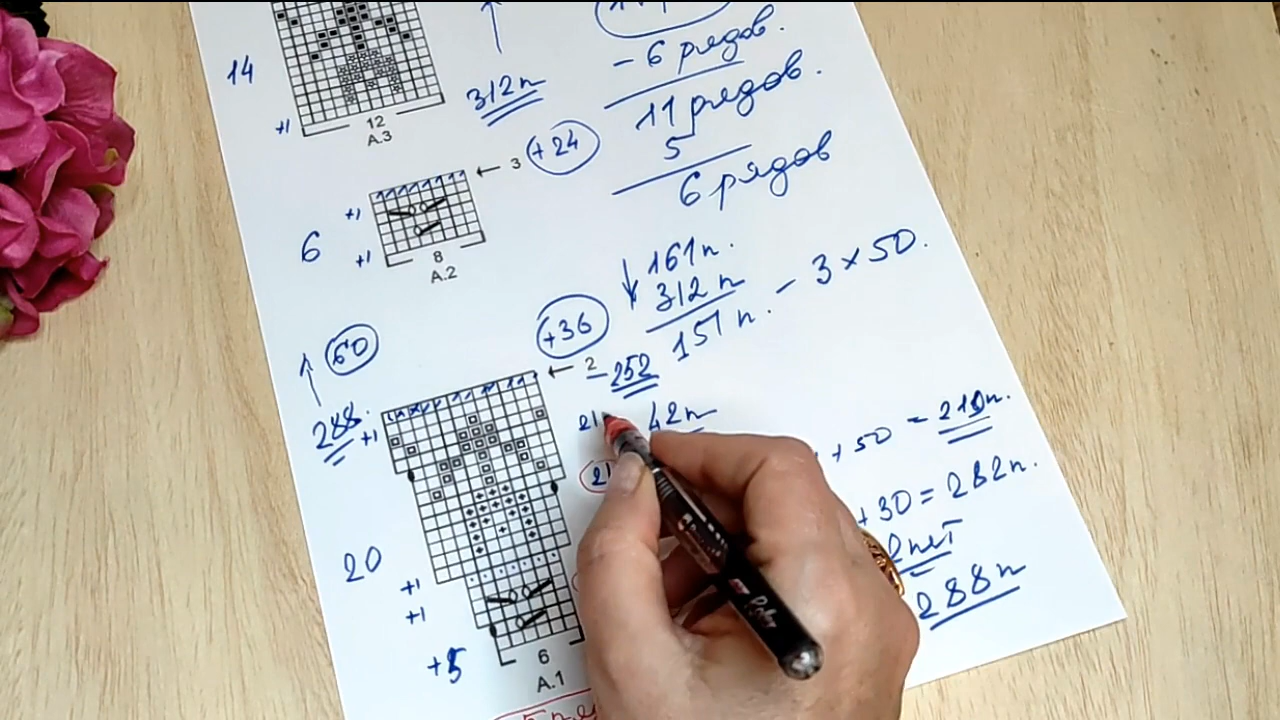 14
312п
- 6 рядов.
11 рядов.
5
6 рядов
+1
12
A.3
3
+24
+1
6
+1
8
A.2
161п.
312п
151п. - 3 × 50.
+36
60
2
- 252
288.
+1
21
42п
+ 50 = 210п.
+ 30 = 282п.
288п
20
+1
+1
+5
6
A.1